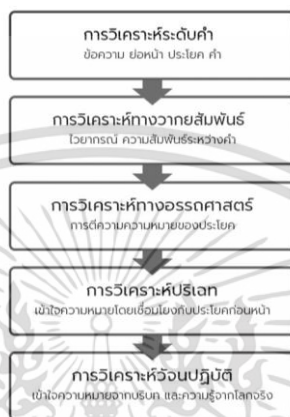 การวิเคราะห์ระดับคำ
ข้อความ ย่อหน้า ประโยค คำ
การวิเคราะห์ทางวากยสัมพันธ์
ไวยากรณ์ ความสัมพันธ์ระหว่างคำ
การวิเคราะห์ทางอรรถศาสตร์
การตีความความหมายของประโยค
การวิเคราะห์ปริเฉท
เข้าใจความหมายโดยเชื่อมโยงกับประโยคก่อนหน้า
การวิเคราะห์วัจนปฏิบัติ
เข้าใจความหมายจากบริบท และความรู้จากโลกจริง